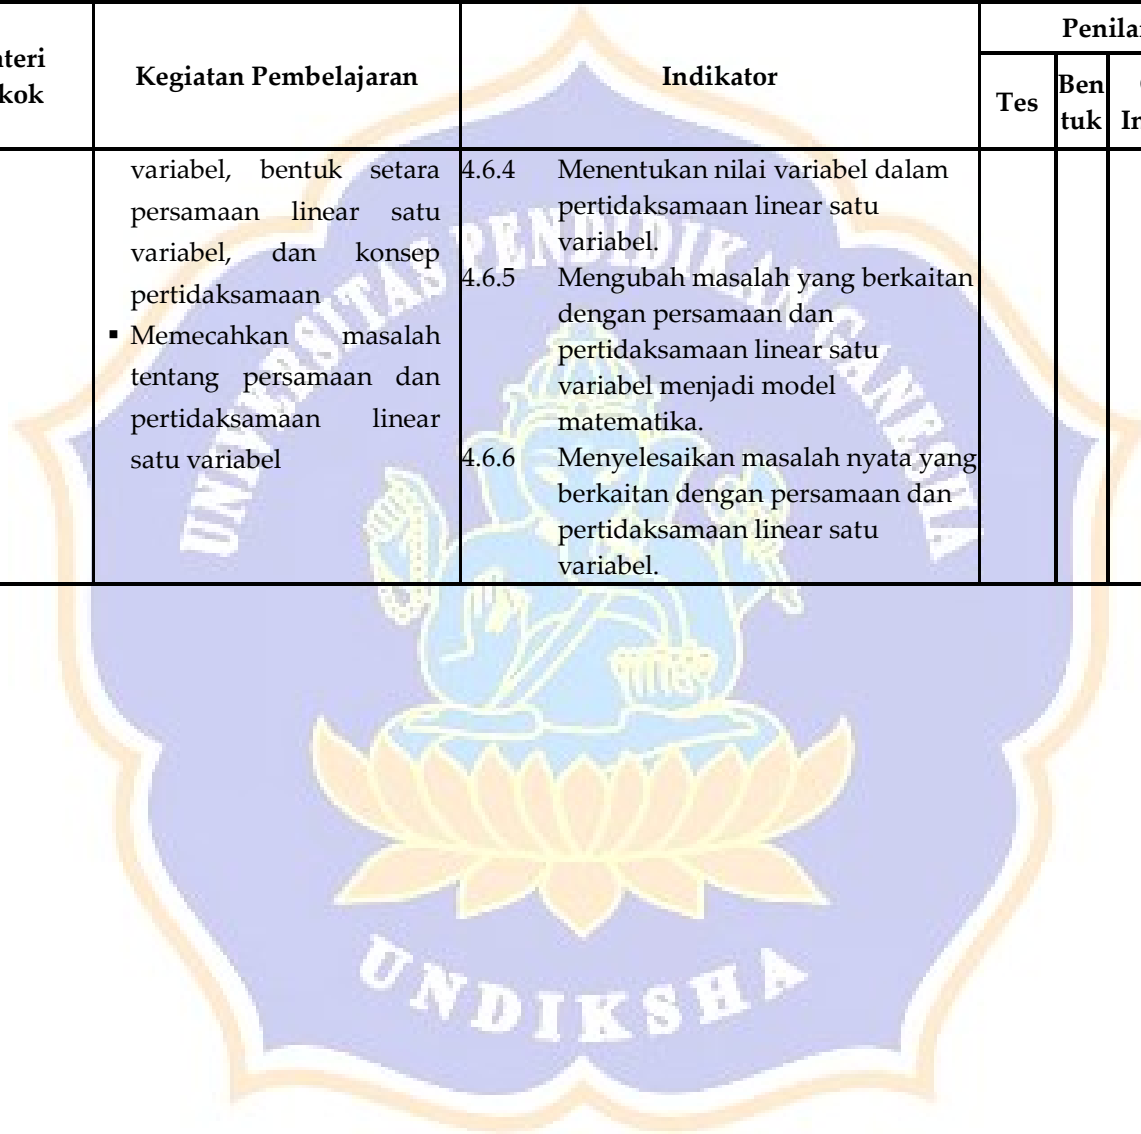 Penila
teri
kok
Kegiatan Pembelajaran
Indikator
Tes
Ben
tuk
In
variabel, bentuk setara
persamaan linear satu
variabel, dan konsep
pertidaksamaan
▪ Memecahkan masalah
tentang persamaan dan
pertidaksamaan linear
satu variabel
4.6.4 Menentukan nilai variabel dalam
pertidaksamaan linear satu
variabel.
4.6.5 Mengubah masalah yang berkaitan
dengan persamaan dan
pertidaksamaan linear satu
variabel menjadi model
matematika.
4.6.6 Menyelesaikan masalah nyata yang
berkaitan dengan persamaan dan
pertidaksamaan linear satu
variabel.
UNIVERSITAS PENDIDIKAN GANESHA
UNDIKSHA